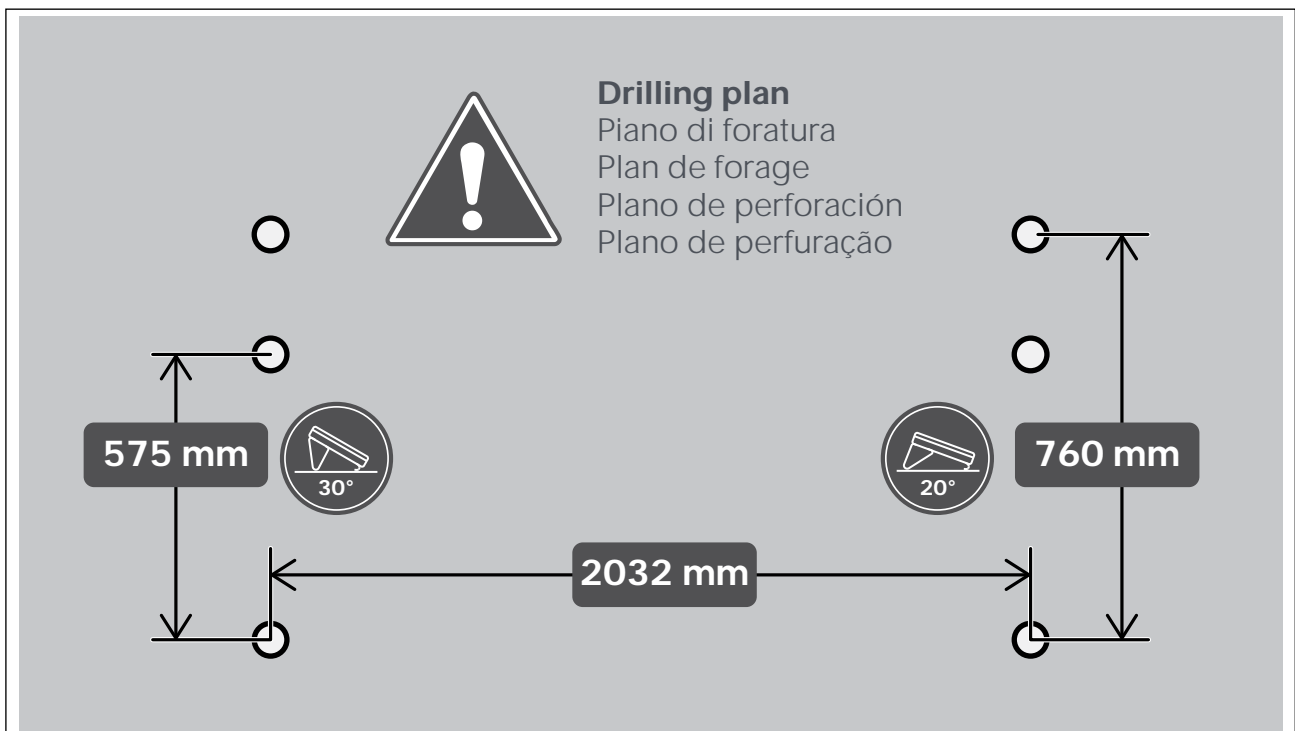 Drilling plan
Piano di foratura
Plan de forage
Plano de perforación
Plano de perfuração
575 mm
30°
20°
760 mm
2032 mm